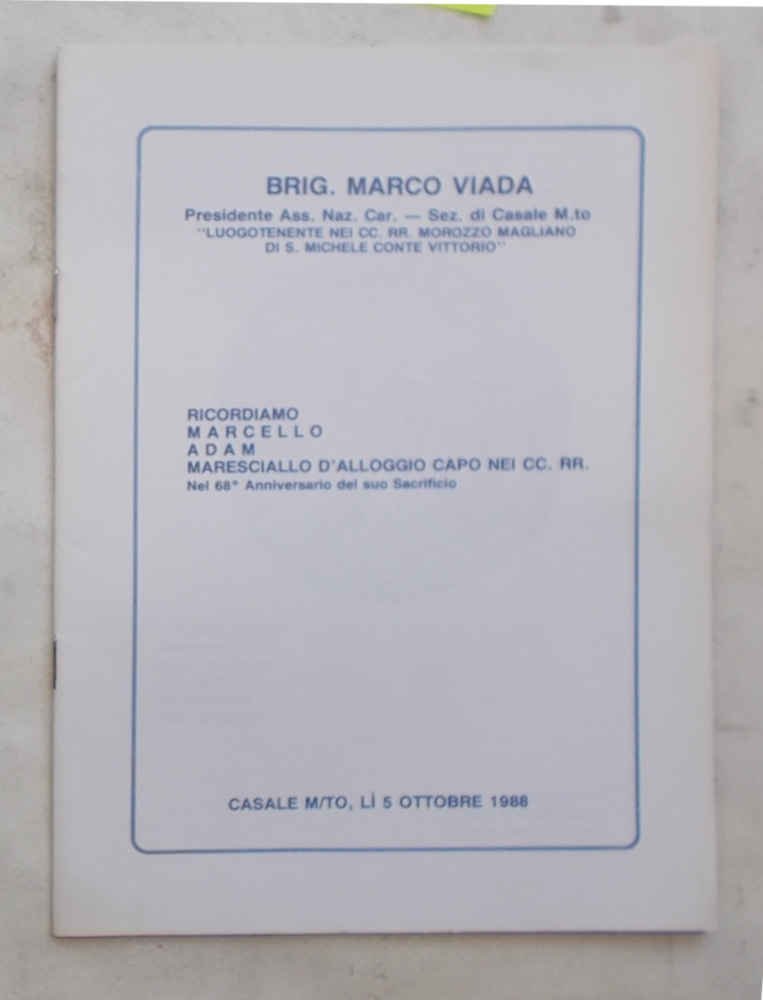 BRIG. MARCO VIADA
Presidente Ass. Naz. Car. — Sez. di Casale M.to
"LUOGOTENENTE NEI CC. RR. MOROZZO MAGLIANO
DI S. MICHELE CONTE VITTORIO"
RICORDIAMO
MARCELLO
ADAM
MARESCIALLO D'ALLOGGIO CAPO NEI CC. RR.
Nel 68° Anniversario del suo Sacrificio
CASALE M/TO, LÌ 5 OTTOBRE 1988